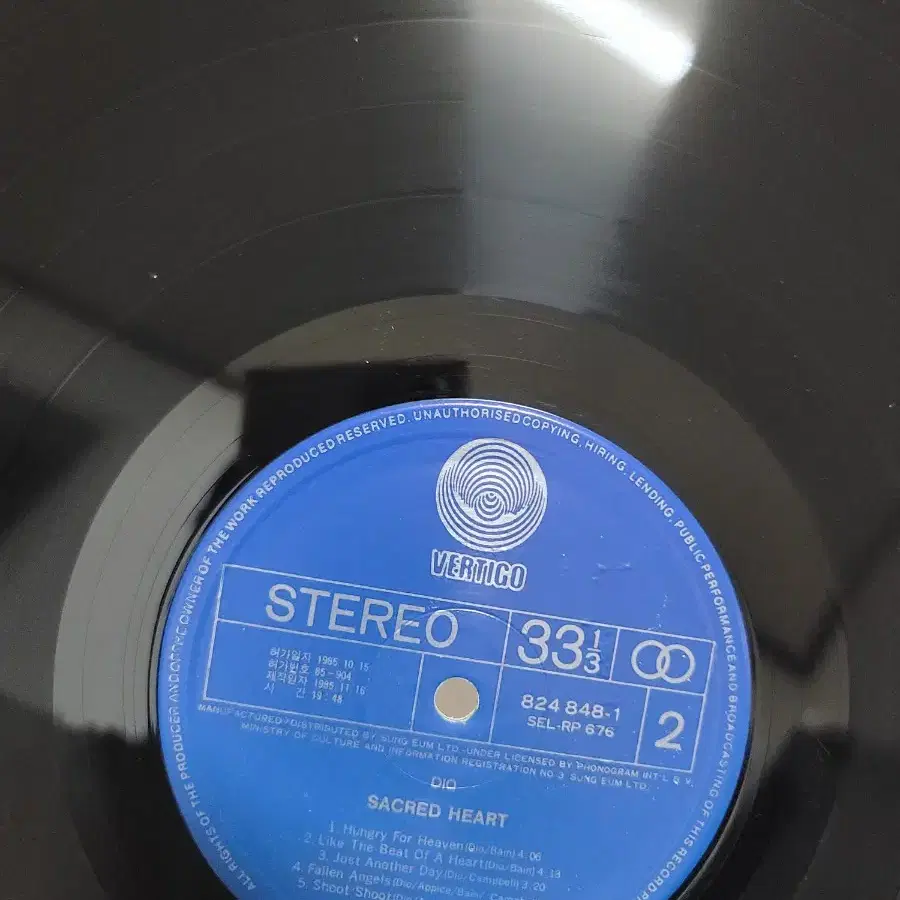 ALL RIGHTS OF THE PRODUCER AND OF THE OWNER OF THE WORK REPRODUCED RESERVED. UNAUTHORISED COPYING, HIRING, LENDING, PUBLIC PERFORMANCE AND BROADCASTING OF THIS RECORD
VERTIGO
STEREO
33 1/3
허가일자 1985.10.15
허가번호 85-904
제작일자 1985.11.16
시 간 19:48
824 848-1
SEL-RP 676
2
MANUFACTURED / DISTRIBUTED BY SUNG EUM LTD. UNDER LICENSED BY PHONOGRAM INT'L B.V.
MINISTRY OF CULTURE AND INFORMATION REGISTRATION NO 3 SUNG EUM LTD.
DIO
SACRED HEART
1. Hungry For Heaven (Dio/Bain) 4:06
2. Like The Beat Of A Heart (Dio/Bain) 4:18
3. Just Another Day (Dio/Campbell) 3:20
4. Fallen Angels (Dio/Appice/Bain/
5. Shoot Shoot (Dio/